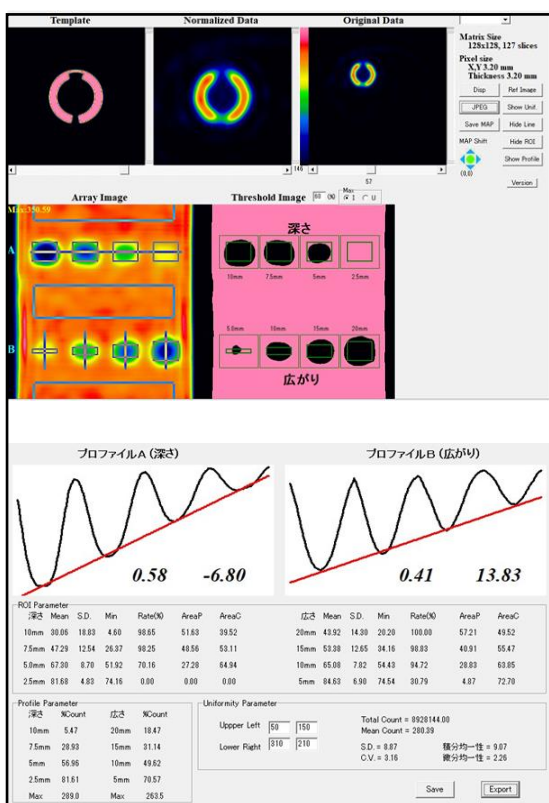 Template Normalized Data Original Data
Matrix Size
128x128, 127 slices
Pixel size
X,Y 3.20 mm
Thickness 3.20 mm
Disp Ref Image
JPEG Show Unif.
Save MAP Hide Line
MAP Shift Hide ROI
Show Profile
(0,0)
Version
146
57
Array Image Threshold Image 80 (%) Max 1 U
Max:350.59
深さ
A
10mm 7.5mm 5mm 2.5mm
5.0mm 10mm 15mm 20mm
B
広がり
プロファイルA (深さ) プロファイルB (広がり)
0.58 -6.80 0.41 13.83
ROI Parameter
深さ Mean S.D. Min Rate(%) AreaP AreaC 広さ Mean S.D. Min Rate(%) AreaP AreaC
10mm 30.06 18.83 4.60 98.65 51.63 39.52 20mm 43.92 14.30 20.20 100.00 57.21 49.52
7.5mm 47.29 12.54 26.37 98.25 48.56 53.11 15mm 53.38 12.65 34.16 98.83 40.91 55.47
5.0mm 67.30 8.70 51.92 70.16 27.28 64.94 10mm 65.08 7.82 54.43 94.72 28.83 63.85
2.5mm 81.68 4.83 74.16 0.00 0.00 0.00 5mm 84.63 6.90 74.54 30.79 4.87 72.70
Profile Parameter Uniformity Parameter
深さ %Count 広さ %Count
10mm 5.47 20mm 18.47
7.5mm 28.93 15mm 31.14
5mm 56.96 10mm 49.62
2.5mm 81.61 5mm 70.57
Max 289.0 Max 263.5
Uppper Left 50 150
Lower Right 310 210
Total Count = 8928144.00
Mean Count = 280.39
S.D. = 8.87 積分均一性 = 9.07
C.V. = 3.16 微分均一性 = 2.26
Save Export